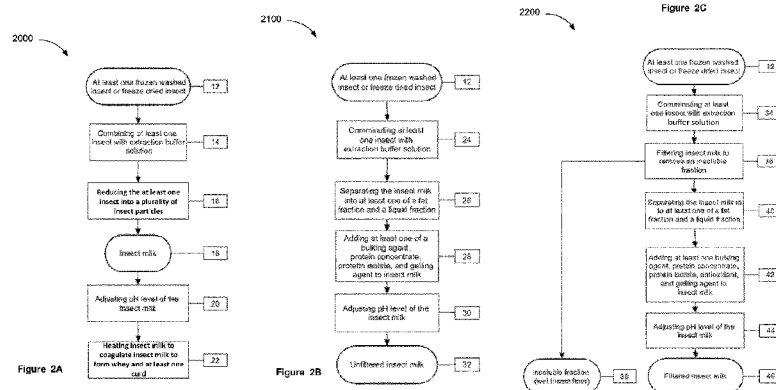 2000
At least one frozen washed
insect or freeze dried insect
12
Combining at least one
insect with extraction buffer
solution
14
Reducing the at least one
insect into a plurality of
insect particles
16
Insect milk
18
Adjusting pH level of the
insect milk
20
Heating insect milk to
coagulate insect milk to
form whey and at least one
curd
22
Figure 2A
2100
At least one frozen washed
insect or freeze dried insect
12
Comminuting at least
one insect with
extraction buffer
solution
24
Separating the insect milk
into at least one of a fat
fraction and a liquid fraction
26
Adding at least one of a
bulking agent,
protein concentrate,
protein isolate, and
gelling agent to insect milk
28
Adjusting pH level of the
insect milk
30
Unfiltered insect milk
32
Figure 2B
2200
Figure 2C
At least one frozen washed
insect or freeze dried insect
12
Comminuting at least
one insect with extraction
buffer solution
34
Filtering insect milk to
remove an insoluble
fraction
36
Separating the insect milk
to at least one of a fat
fraction and a liquid fraction
40
Adding at least one bulking
agent, protein concentrate,
protein isolate, antioxidant,
and gelling agent to
insect milk
42
Adjusting pH level of the
insect milk
44
Insoluble fraction
(wet insect flour)
38
Filtered insect milk
46